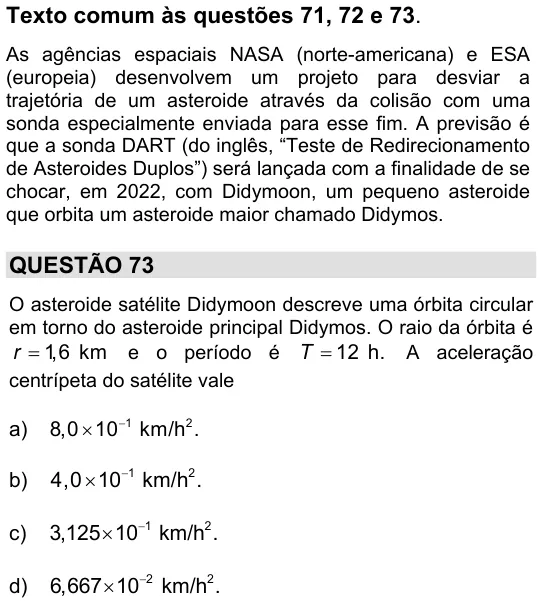 Texto comum às questões 71, 72 e 73.
As agências espaciais NASA (norte-americana) e ESA
(europeia) desenvolvem um projeto para desviar a
trajetória de um asteroide através da colisão com uma
sonda especialmente enviada para esse fim. A previsão é
que a sonda DART (do inglês, “Teste de Redirecionamento
de Asteroides Duplos”) será lançada com a finalidade de se
chocar, em 2022, com Didymoon, um pequeno asteroide
que orbita um asteroide maior chamado Didymos.
QUESTÃO 73
O asteroide satélite Didymoon descreve uma órbita circular
em torno do asteroide principal Didymos. O raio da órbita é
r = 1,6 km e o período é T = 12 h. A aceleração
centrípeta do satélite vale
a) 8,0×10⁻¹ km/h².
b) 4,0×10⁻¹ km/h².
c) 3,125×10⁻¹ km/h².
d) 6,667×10⁻² km/h².